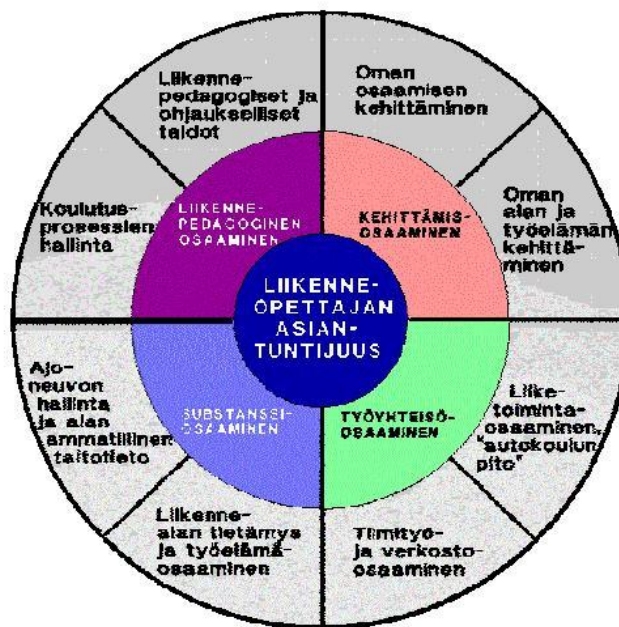 Liikenne-
pedagogiset ja
ohjaukselliset
taidot
Oman
osaamisen
kehittäminen
Koulutus-
prosessien
hallinta
LIIKENNE-
PEDAGOGINEN
OSAAMINEN
KEHITTÄMIS-
OSAAMINEN
Oman
alan ja
työelämän
kehittä-
minen
LIIKENNE-
OPETTAJAN
ASIAN-
TUNTIJUUS
Ajo-
neuvon
hallinta
ja alan
ammatillinen
taitotieto
SUBSTANSSI-
OSAAMINEN
TYÖYHTEISÖ-
OSAAMINEN
Liike-
toiminta-
osaaminen,
"autokoulun
pito"
Liikenne-
alan tietämys
ja työelämä-
osaaminen
Tiimityö-
ja verkosto-
osaaminen